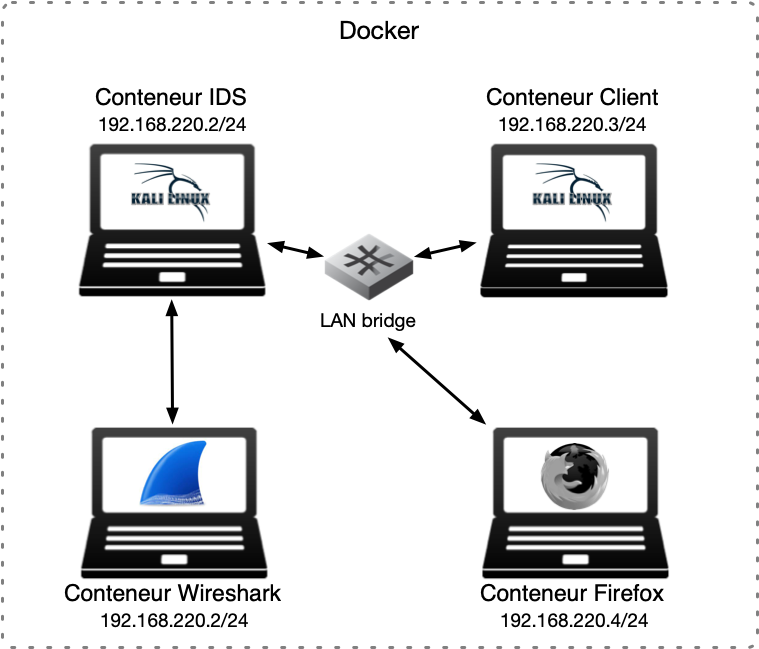 Docker
Conteneur IDS
192.168.220.2/24
KALI LINUX
Conteneur Client
192.168.220.3/24
KALI LINUX
LAN bridge
Conteneur Wireshark
192.168.220.2/24
Conteneur Firefox
192.168.220.4/24